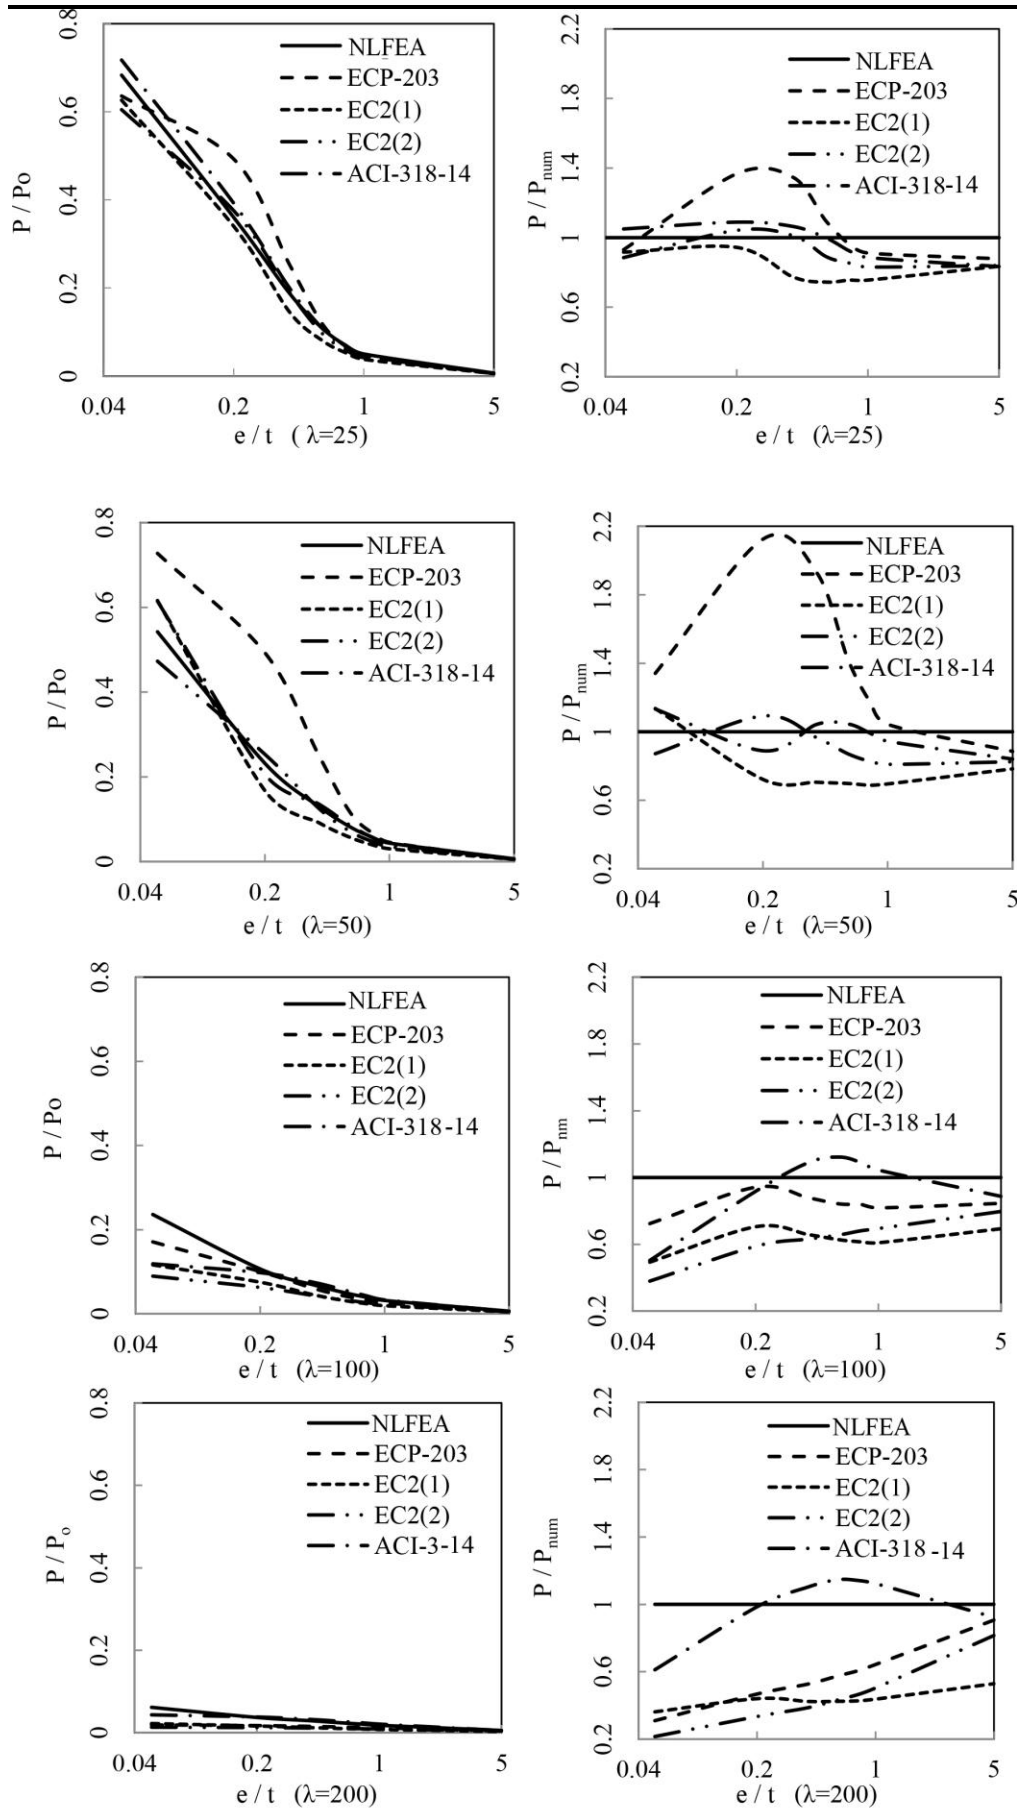 P / Po
0.8
0.6
0.4
0.2
0
NLFEA
ECP-203
EC2(1)
EC2(2)
ACI-318-14
0.04 0.2 1 5
e / t ( λ=25)
P / Pnum
2.2
1.8
1.4
1
0.6
0.2
NLFEA
ECP-203
EC2(1)
EC2(2)
ACI-318-14
0.04 0.2 1 5
e / t (λ=25)
P / Po
0.8
0.6
0.4
0.2
0
NLFEA
ECP-203
EC2(1)
EC2(2)
ACI-318-14
0.04 0.2 1 5
e / t (λ=50)
P / Pnum
2.2
1.8
1.4
1
0.6
0.2
NLFEA
ECP-203
EC2(1)
EC2(2)
ACI-318-14
0.04 0.2 1 5
e / t (λ=50)
P / Po
0.8
0.6
0.4
0.2
0
NLFEA
ECP-203
EC2(1)
EC2(2)
ACI-318-14
0.04 0.2 1 5
e / t (λ=100)
P / Pnm
2.2
1.8
1.4
1
0.6
0.2
NLFEA
ECP-203
EC2(1)
EC2(2)
ACI-318 -14
0.04 0.2 1 5
e / t (λ=100)
P / Po
0.8
0.6
0.4
0.2
0
NLFEA
ECP-203
EC2(1)
EC2(2)
ACI-3-14
0.04 0.2 1 5
e / t (λ=200)
P / Pnum
2.2
1.8
1.4
1
0.6
0.2
NLFEA
ECP-203
EC2(1)
EC2(2)
ACI-318 -14
0.04 0.2 1 5
e / t (λ=200)